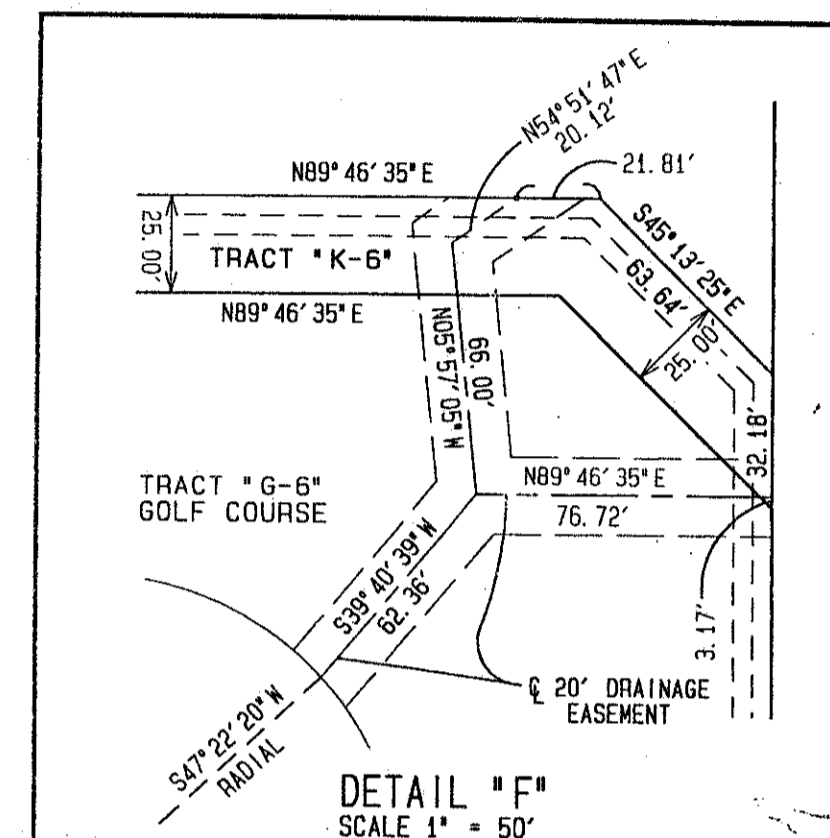 N54° 51' 47" E
20. 12'
N89° 46' 35" E
21. 81'
25. 00'
TRACT "K-6"
S45° 13' 25" E
63. 64'
25. 00'
N89° 46' 35" E
N05° 57' 05" W
66. 00'
32. 18'
TRACT "G-6"
GOLF COURSE
N89° 46' 35" E
76. 72'
S39° 40' 39" W
62. 36'
3. 17'
℄ 20' DRAINAGE
EASEMENT
S47° 22' 20" W
RADIAL
DETAIL "F"
SCALE 1" = 50'